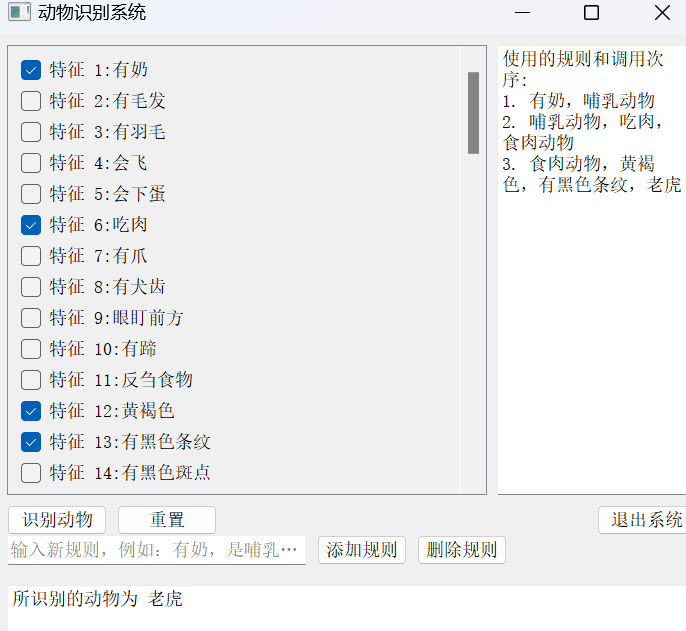 动物识别系统
特征 1:有奶
特征 2:有毛发
特征 3:有羽毛
特征 4:会飞
特征 5:会下蛋
特征 6:吃肉
特征 7:有爪
特征 8:有犬齿
特征 9:眼盯前方
特征 10:有蹄
特征 11:反刍食物
特征 12:黄褐色
特征 13:有黑色条纹
特征 14:有黑色斑点
使用的规则和调用次
序:
1. 有奶，哺乳动物
2. 哺乳动物，吃肉，
食肉动物
3. 食肉动物，黄褐
色，有黑色条纹，老虎
识别动物
重置
退出系统
输入新规则，例如：有奶，是哺乳…
添加规则
删除规则
所识别的动物为 老虎